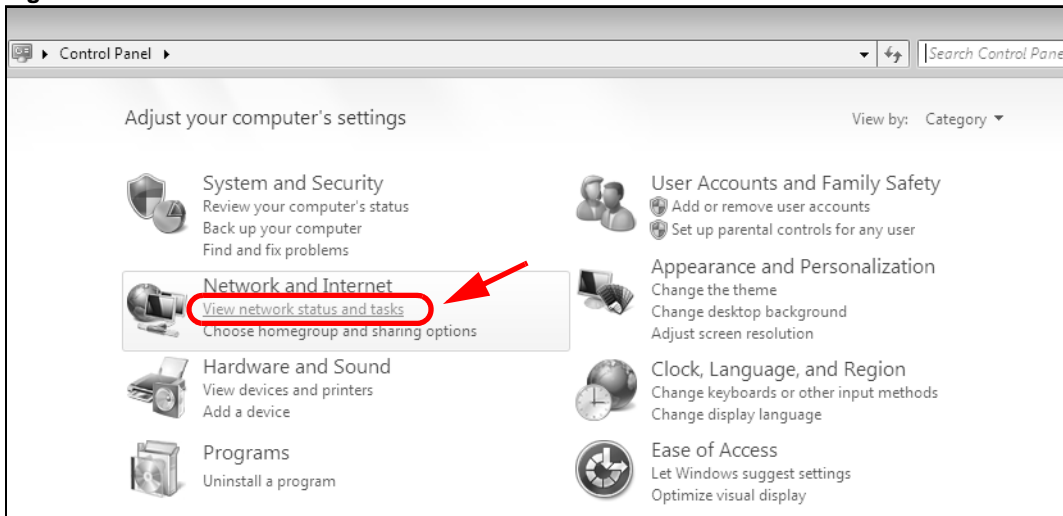 Control Panel
Search Control Pane
Adjust your computer's settings
View by: Category
System and Security
Review your computer's status
Back up your computer
Find and fix problems
Network and Internet
View network status and tasks
Choose homegroup and sharing options
Hardware and Sound
View devices and printers
Add a device
Programs
Uninstall a program
User Accounts and Family Safety
Add or remove user accounts
Set up parental controls for any user
Appearance and Personalization
Change the theme
Change desktop background
Adjust screen resolution
Clock, Language, and Region
Change keyboards or other input methods
Change display language
Ease of Access
Let Windows suggest settings
Optimize visual display